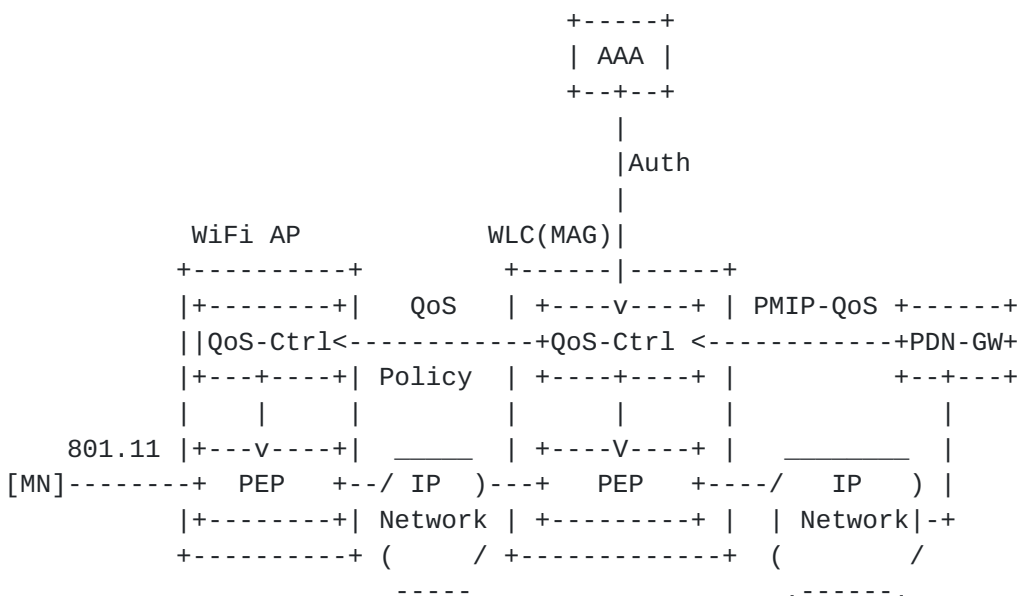 AAA
Auth
WiFi AP WLC(MAG)
QoS PMIP-QoS
QoS-Ctrl QoS-Ctrl PDN-GW
Policy
801.11
[MN] PEP IP PEP IP
Network Network